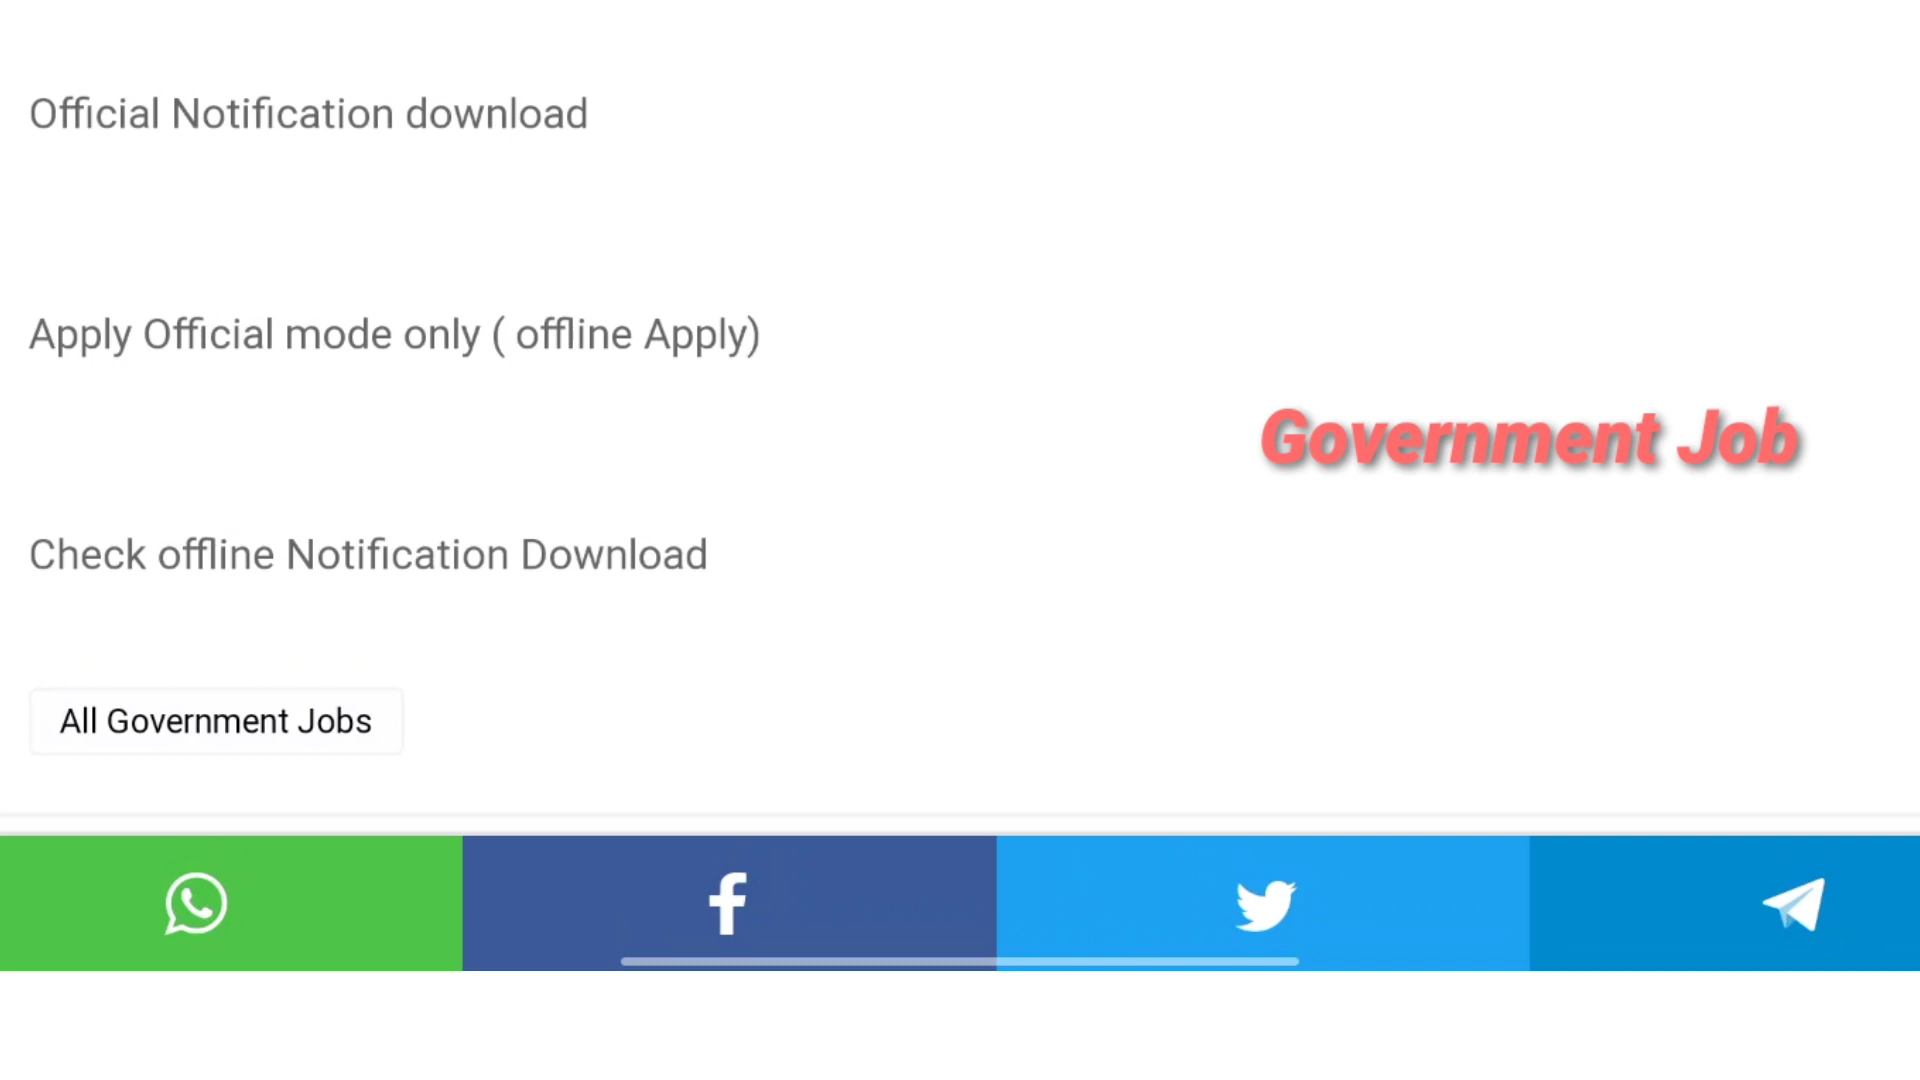 Official Notification download
Apply Official mode only ( offline Apply)
Government Job
Check offline Notification Download
All Government Jobs